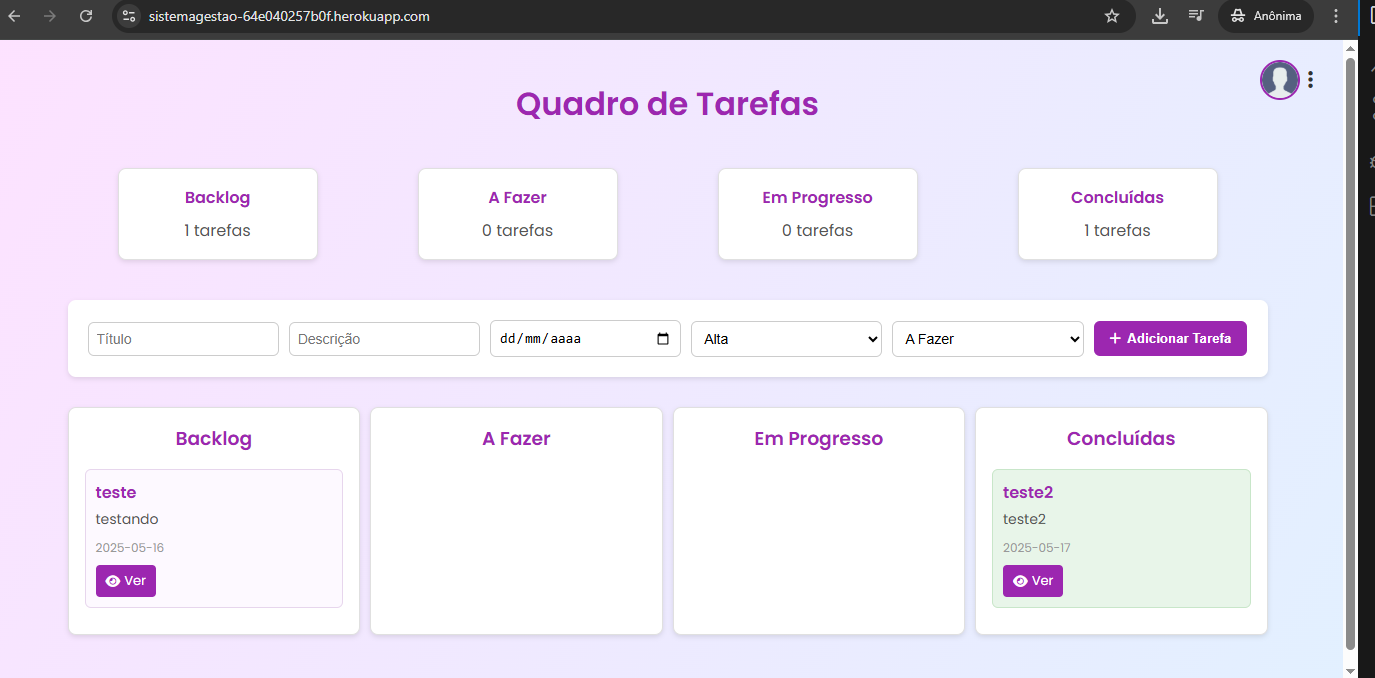 sistemagestao-64e040257b0f.herokuapp.com
Anônima
Quadro de Tarefas
Backlog
1 tarefas
A Fazer
0 tarefas
Em Progresso
0 tarefas
Concluídas
1 tarefas
Título
Descrição
dd/mm/aaaa
Alta
A Fazer
+ Adicionar Tarefa
Backlog
teste
testando
2025-05-16
Ver
A Fazer
Em Progresso
Concluídas
teste2
teste2
2025-05-17
Ver